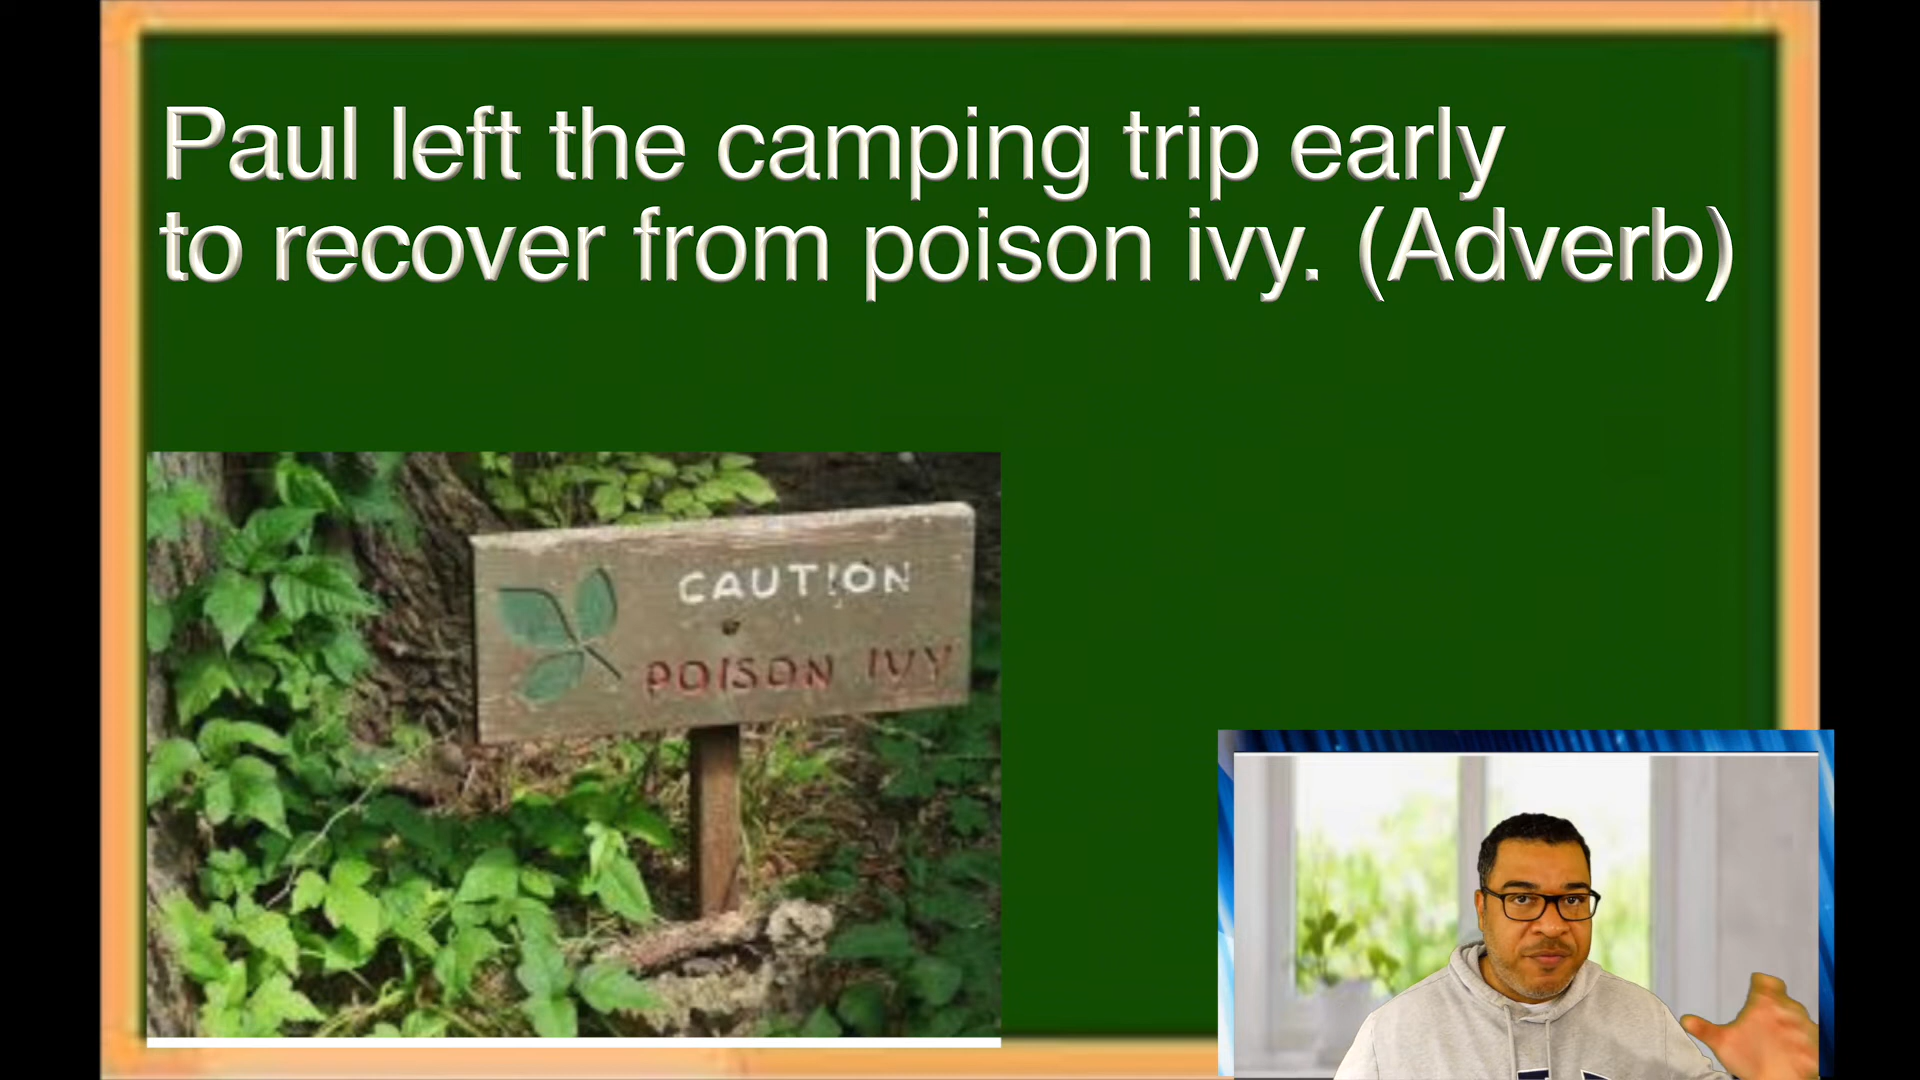 Paul left the camping trip early
to recover from poison ivy. (Adverb)
CAUTION
POISON IVY